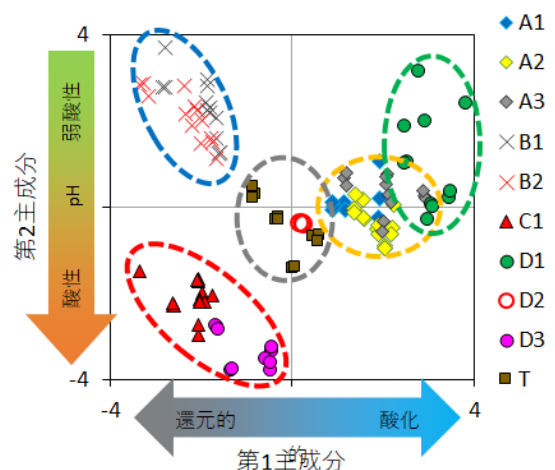 4
-4
-4
4
第2主成分
弱酸性
pH
酸性
還元的
酸化
的
第1主成分
A1
A2
A3
B1
B2
C1
D1
D2
D3
T